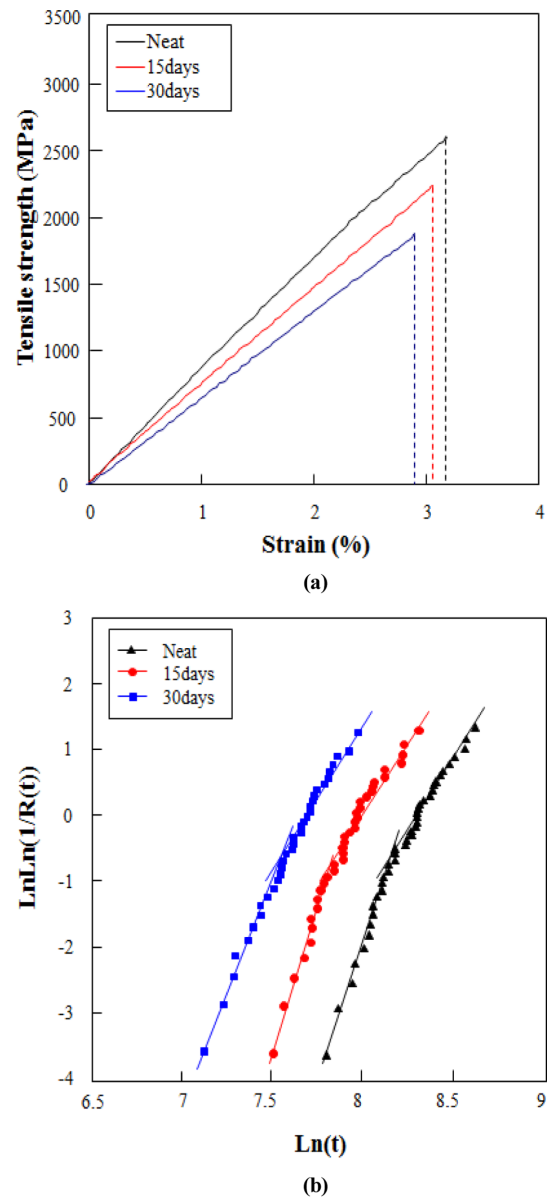 Neat
15days
30days
3500
3000
2500
2000
1500
1000
500
0
Tensile strength (MPa)
0 1 2 3 4
Strain (%)
(a)
Neat
15days
30days
3
2
1
0
-1
-2
-3
-4
LnLn(1/R(t))
6.5 7 7.5 8 8.5 9
Ln(t)
(b)